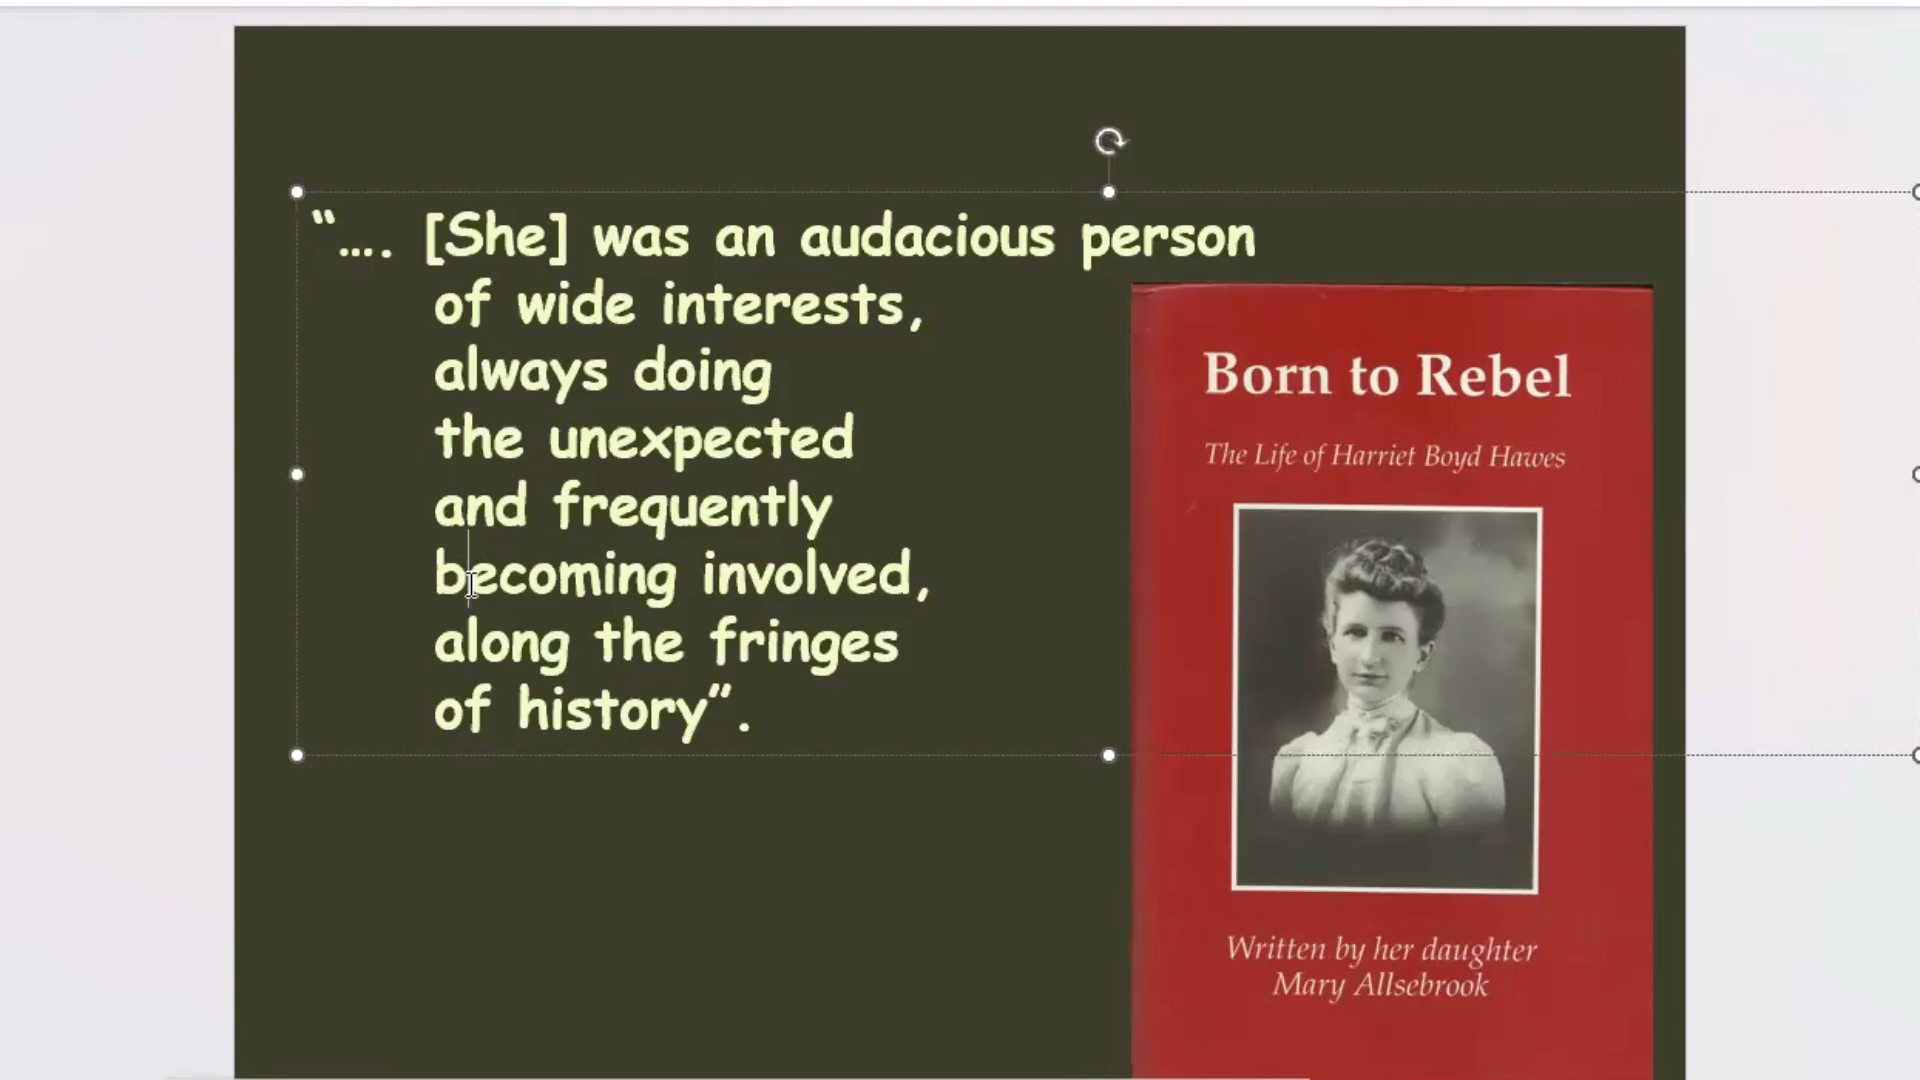 “…. [She] was an audacious person
of wide interests,
always doing
the unexpected
and frequently
becoming involved,
along the fringes
of history”.
Born to Rebel
The Life of Harriet Boyd Hawes
Written by her daughter
Mary Allsebrook